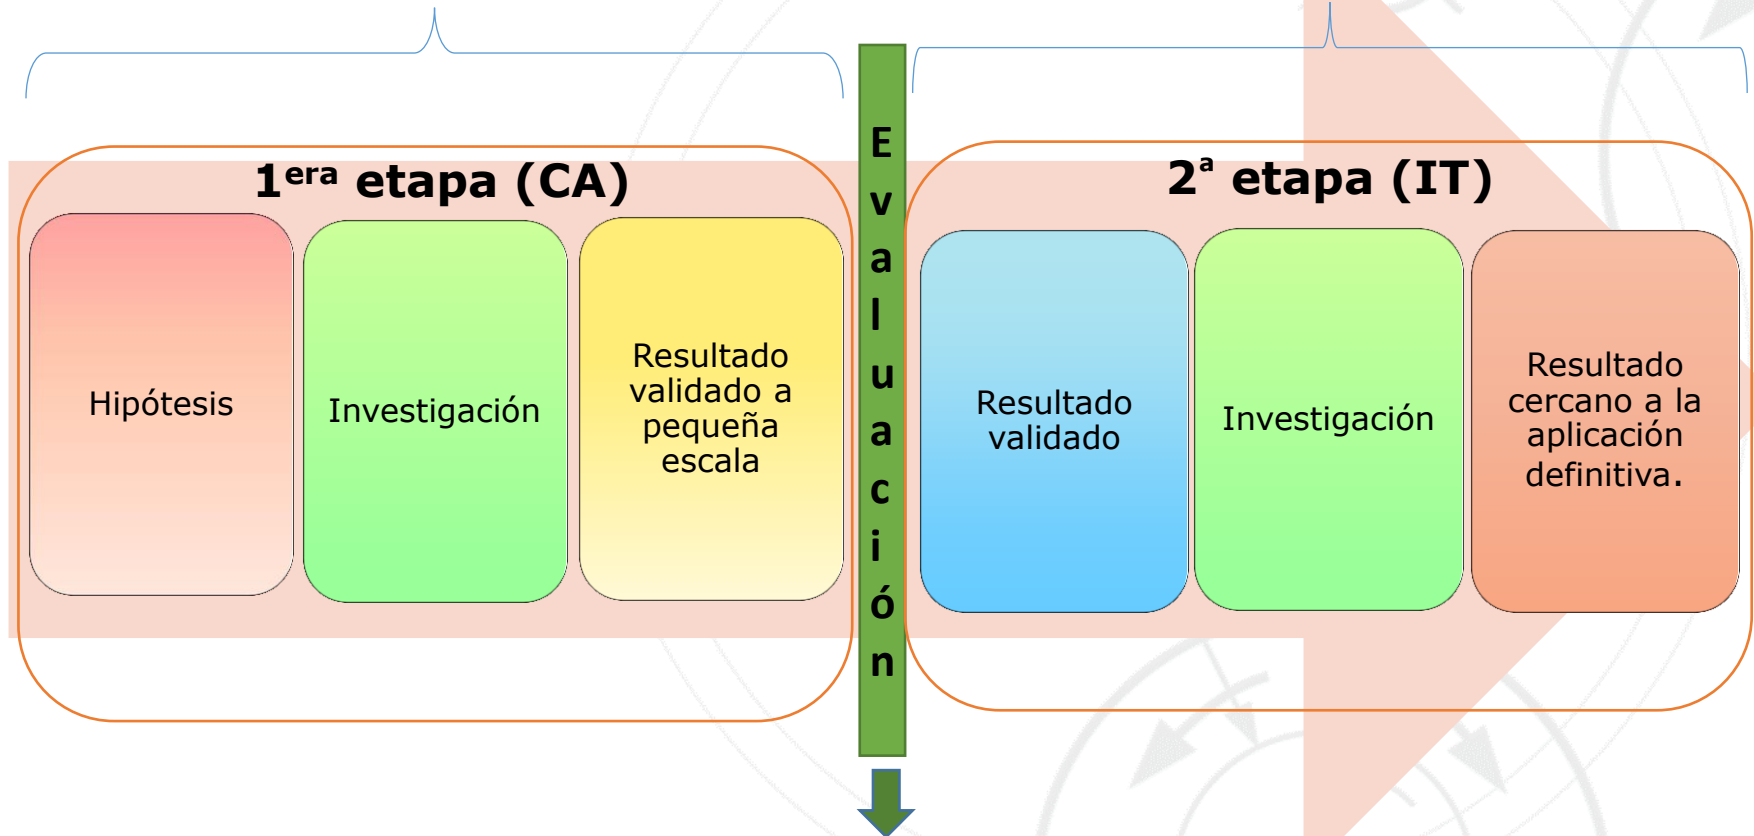 1era etapa (CA)
Hipótesis
Investigación
Resultado
validado a
pequeña
escala
Evaluación
2ª etapa (IT)
Resultado
validado
Investigación
Resultado
cercano a la
aplicación
definitiva.